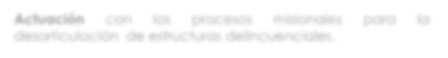 Actuación con los procesos misionales para la
desarticulación de estructuras delincuenciales.